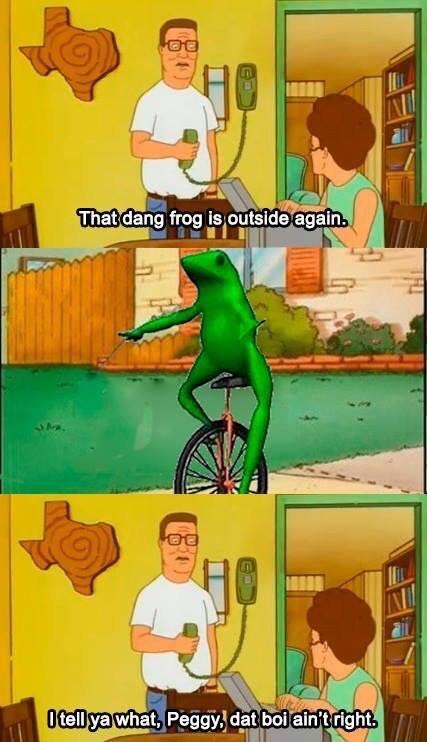 That dang frog is outside again.
I tell ya what, Peggy, dat boi ain't right.